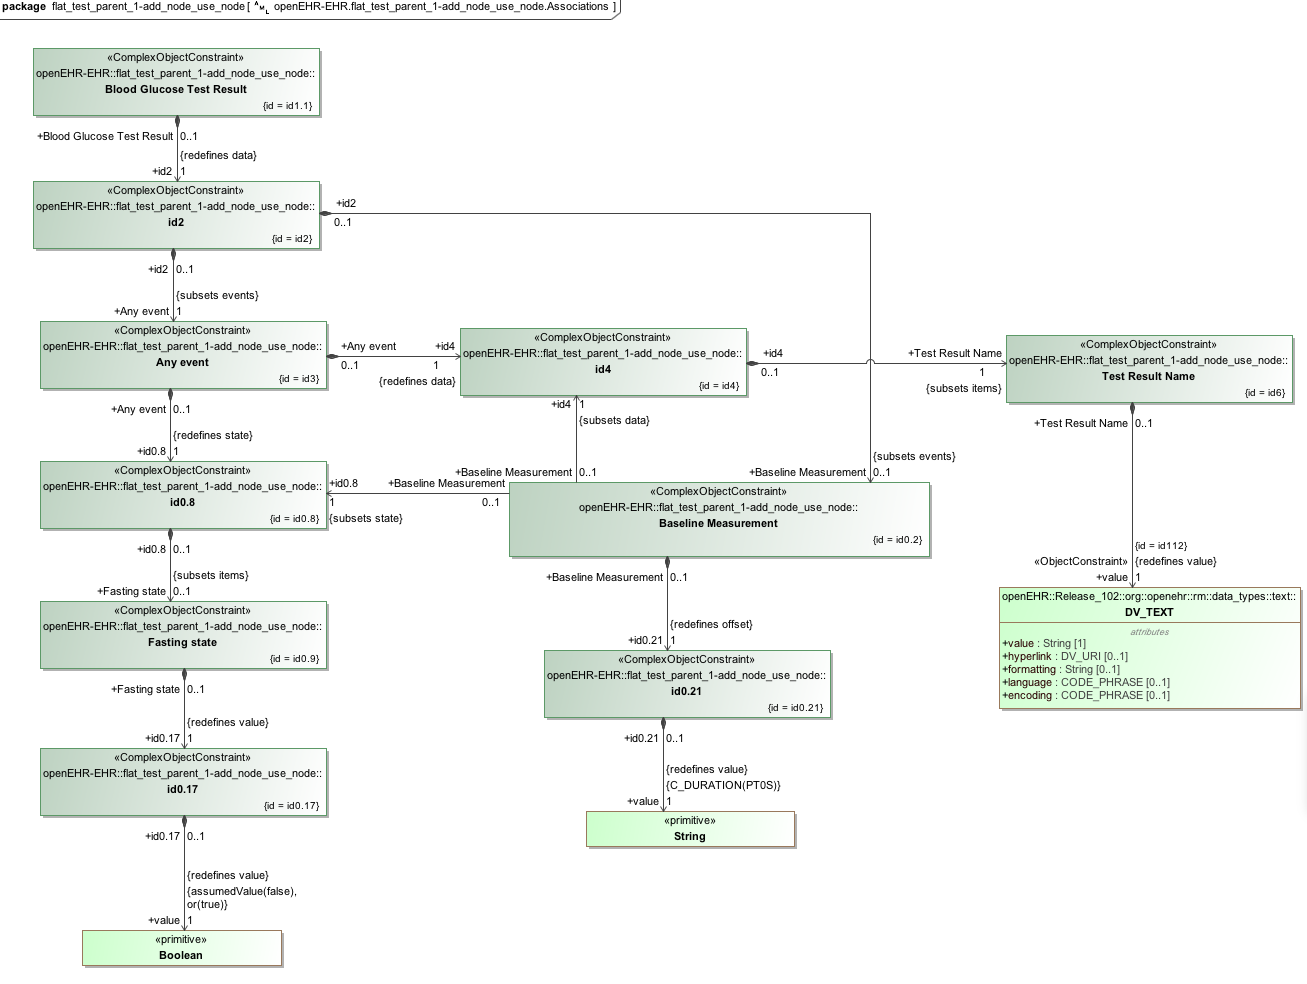 package flat_test_parent_1-add_node_use_node[ AML openEHR-EHR.flat_test_parent_1-add_node_use_node.Associations ]
«ComplexObjectConstraint»
openEHR-EHR::flat_test_parent_1-add_node_use_node::
Blood Glucose Test Result
{id = id1.1}
+Blood Glucose Test Result 0..1
{redefines data}
+id2 1
«ComplexObjectConstraint»
openEHR-EHR::flat_test_parent_1-add_node_use_node::
id2
{id = id2}
+id2
0..1
+id2 0..1
{subsets events}
+Any event 1
«ComplexObjectConstraint»
openEHR-EHR::flat_test_parent_1-add_node_use_node::
Any event
{id = id3}
+Any event +id4
0..1 1
{redefines data}
«ComplexObjectConstraint»
openEHR-EHR::flat_test_parent_1-add_node_use_node::
id4
{id = id4}
+id4 +Test Result Name
0..1 1
{subsets items}
«ComplexObjectConstraint»
openEHR-EHR::flat_test_parent_1-add_node_use_node::
Test Result Name
{id = id6}
+Any event 0..1
{redefines state}
+id0.8 1
+id4 1
{subsets data}
+Baseline Measurement 0..1
{subsets events}
+Baseline Measurement 0..1
+Test Result Name 0..1
«ComplexObjectConstraint»
openEHR-EHR::flat_test_parent_1-add_node_use_node::
id0.8
{id = id0.8}
+id0.8 +Baseline Measurement
1 0..1
{subsets state}
«ComplexObjectConstraint»
openEHR-EHR::flat_test_parent_1-add_node_use_node::
Baseline Measurement
{id = id0.2}
+id0.8 0..1
{subsets items}
+Fasting state 0..1
+Baseline Measurement 0..1
{redefines offset}
+id0.21 1
{id = id112}
«ObjectConstraint» {redefines value}
+value 1
openEHR::Release_102::org::openehr::rm::data_types::text::
DV_TEXT
attributes
+value : String [1]
+hyperlink : DV_URI [0..1]
+formatting : String [0..1]
+language : CODE_PHRASE [0..1]
+encoding : CODE_PHRASE [0..1]
«ComplexObjectConstraint»
openEHR-EHR::flat_test_parent_1-add_node_use_node::
Fasting state
{id = id0.9}
«ComplexObjectConstraint»
openEHR-EHR::flat_test_parent_1-add_node_use_node::
id0.21
{id = id0.21}
+Fasting state 0..1
{redefines value}
+id0.17 1
+id0.21 0..1
{redefines value}
{C_DURATION(PT0S)}
+value 1
«ComplexObjectConstraint»
openEHR-EHR::flat_test_parent_1-add_node_use_node::
id0.17
{id = id0.17}
«primitive»
String
+id0.17 0..1
{redefines value}
{assumedValue(false),
or(true)}
+value 1
«primitive»
Boolean